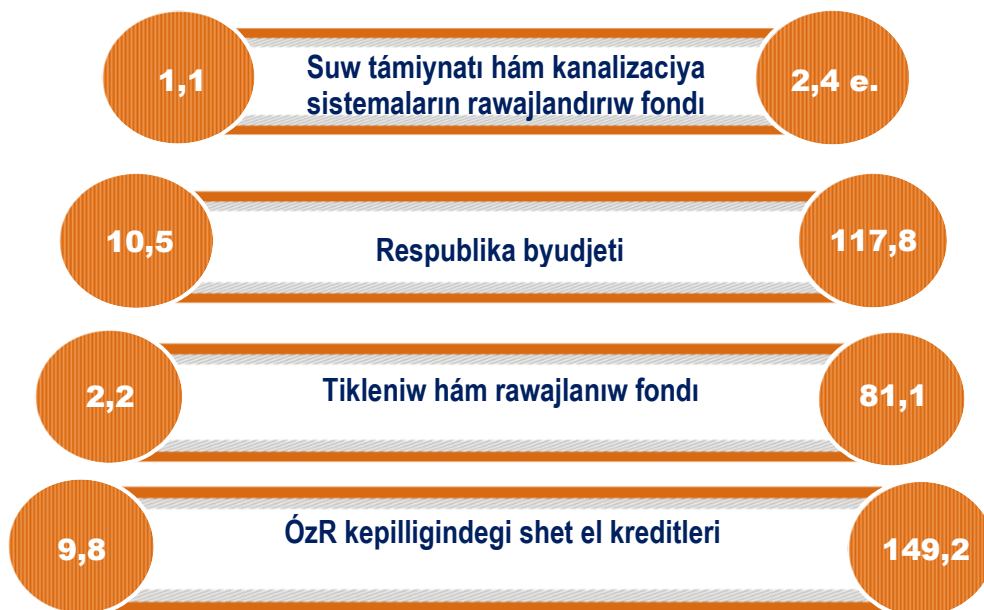 1,1
Suw támiynatı hám kanalizaciya
sistemaların rawajlandırıw fondı
2,4 e.
10,5
Respublika byudjeti
117,8
2,2
Tikleniw hám rawajlanıw fondı
81,1
9,8
ÓzR kepilligindegi shet el kreditleri
149,2